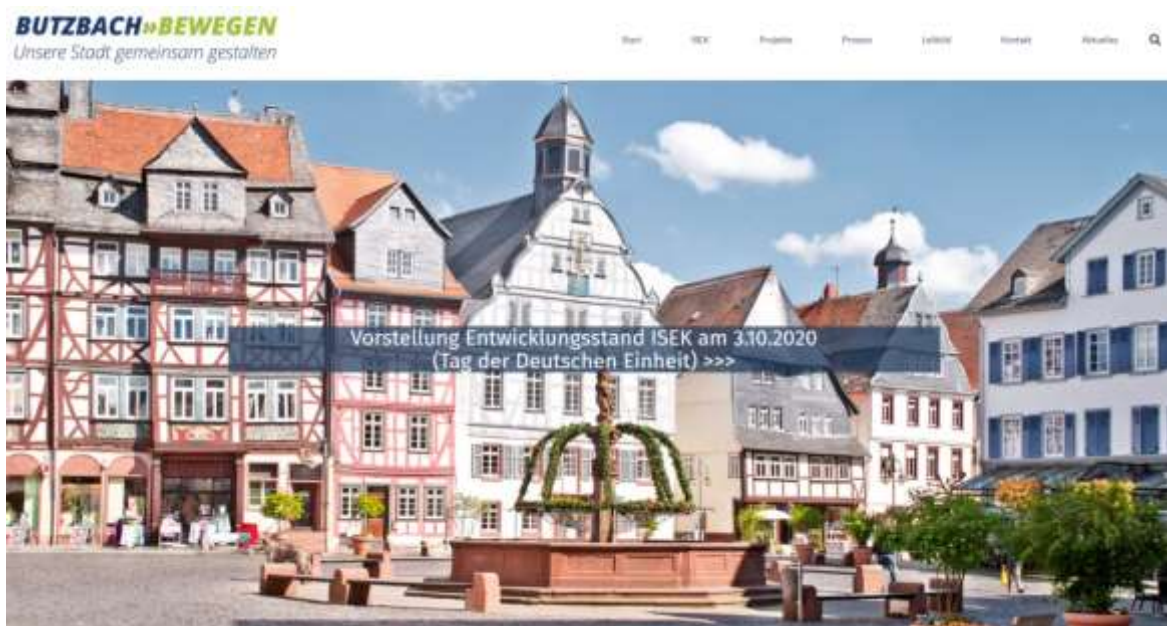 BUTZBACH»BEWEGEN
Unsere Stadt gemeinsam gestalten
Start ISEK Projekte Prozess Leitbild Kontakt Aktuelles
Vorstellung Entwicklungsstand ISEK am 3.10.2020
(Tag der Deutschen Einheit) >>>